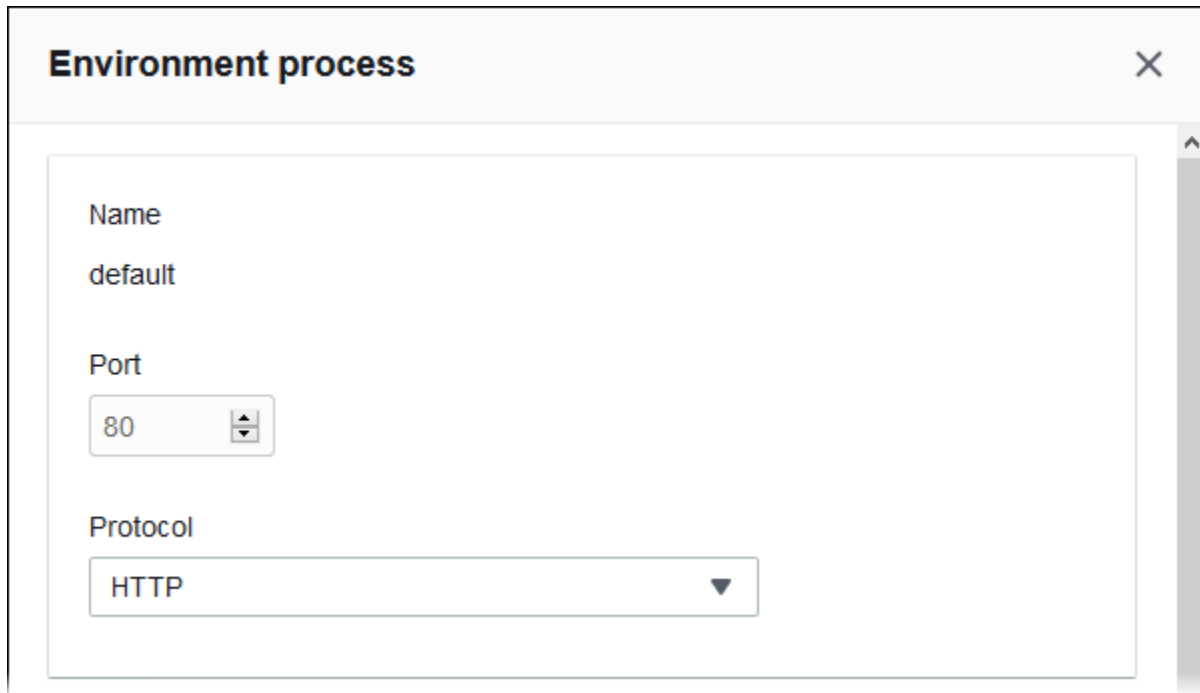 Environment process
Name
default
Port
80
Protocol
HTTP